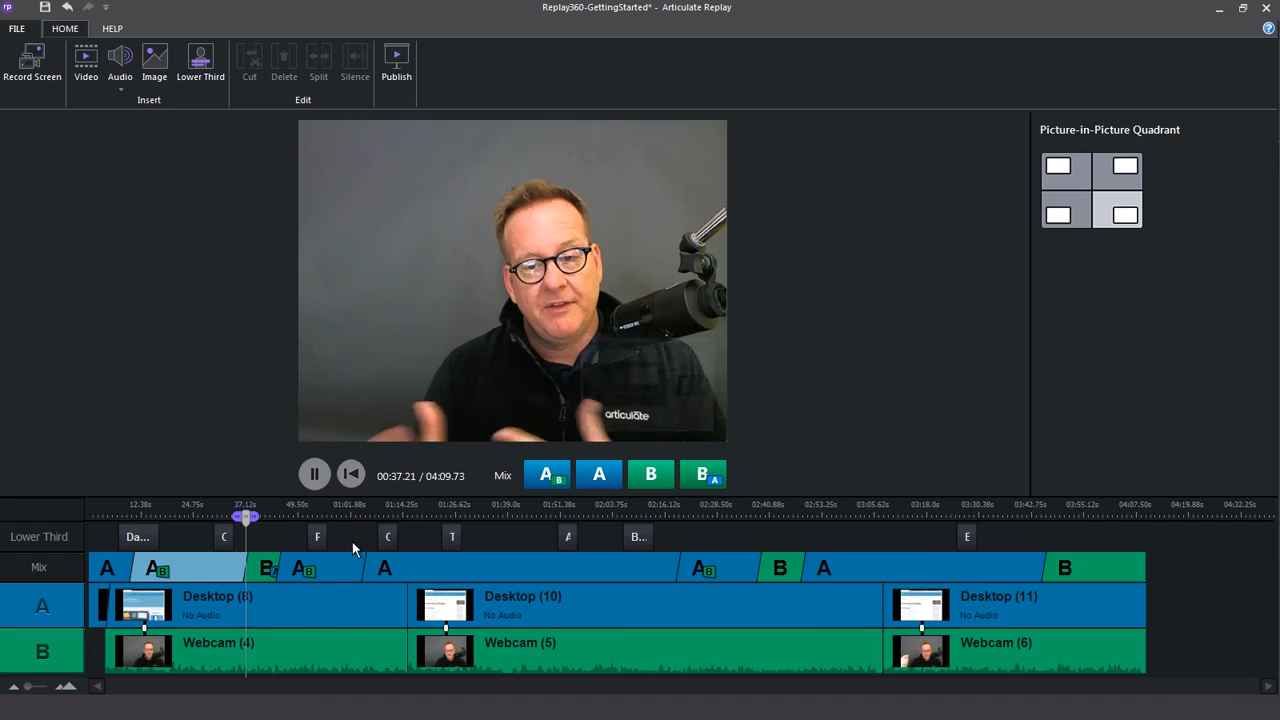 rp
Replay360-GettingStarted* - Articulate Replay
FILE HOME HELP
?
Record Screen Video Audio Image Lower Third Cut Delete Split Silence Publish
Insert Edit
Picture-in-Picture Quadrant
articulate
00:37.21 / 04:09.73 Mix A B A B B A
12.38s 24.75s 37.12s 49.50s 01:01.88s 01:14.25s 01:26.62s 01:39.0s 01:51.38s 02:03.75s 02:16.12s 02:28.50s 02:40.88s 02:53.25s 03:05.62s 03:18.0s 03:30.38s 03:42.75s 03:55.12s 04:07.50s 04:19.88s 04:32.25s
Lower Third Da... C F C T A B... E
Mix A A B B A A B A A B B A B
A Desktop (8) Desktop (10) Desktop (11)
No Audio No Audio No Audio
B Webcam (4) Webcam (5) Webcam (6)